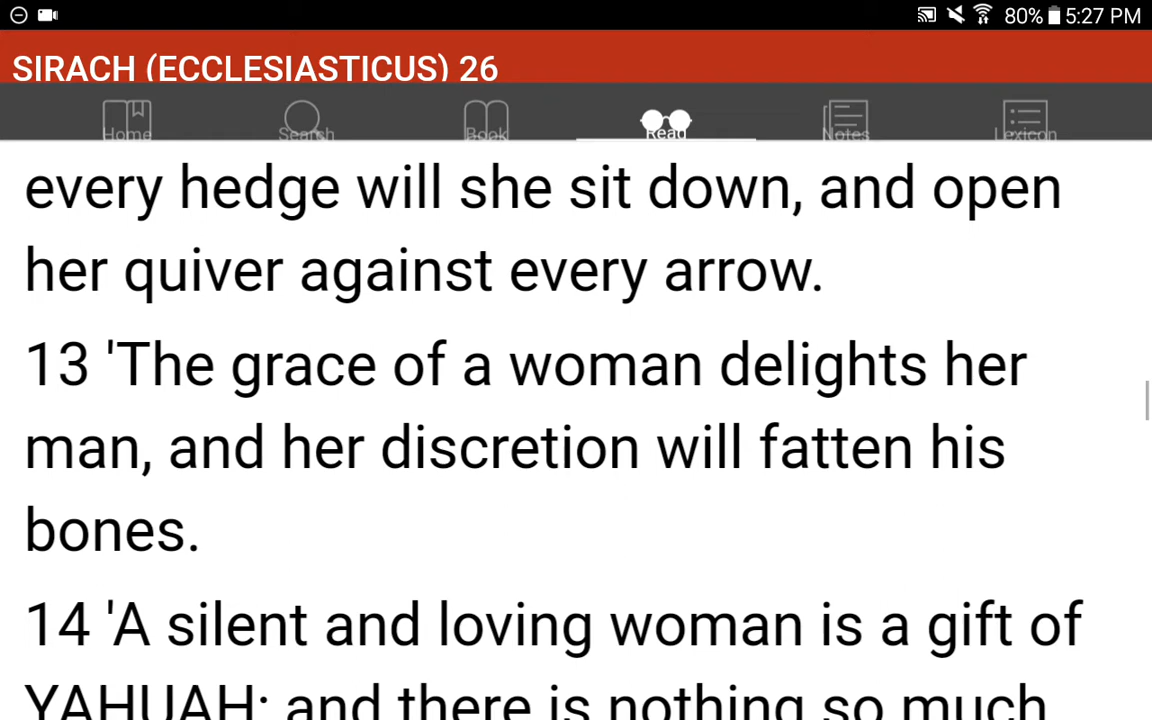 80% 5:27 PM
SIRACH (ECCLESIASTICUS) 26
Home Search Book Read Notes Lexicon
every hedge will she sit down, and open
her quiver against every arrow.
13 'The grace of a woman delights her
man, and her discretion will fatten his
bones.
14 'A silent and loving woman is a gift of
YAHUAH; and there is nothing so much